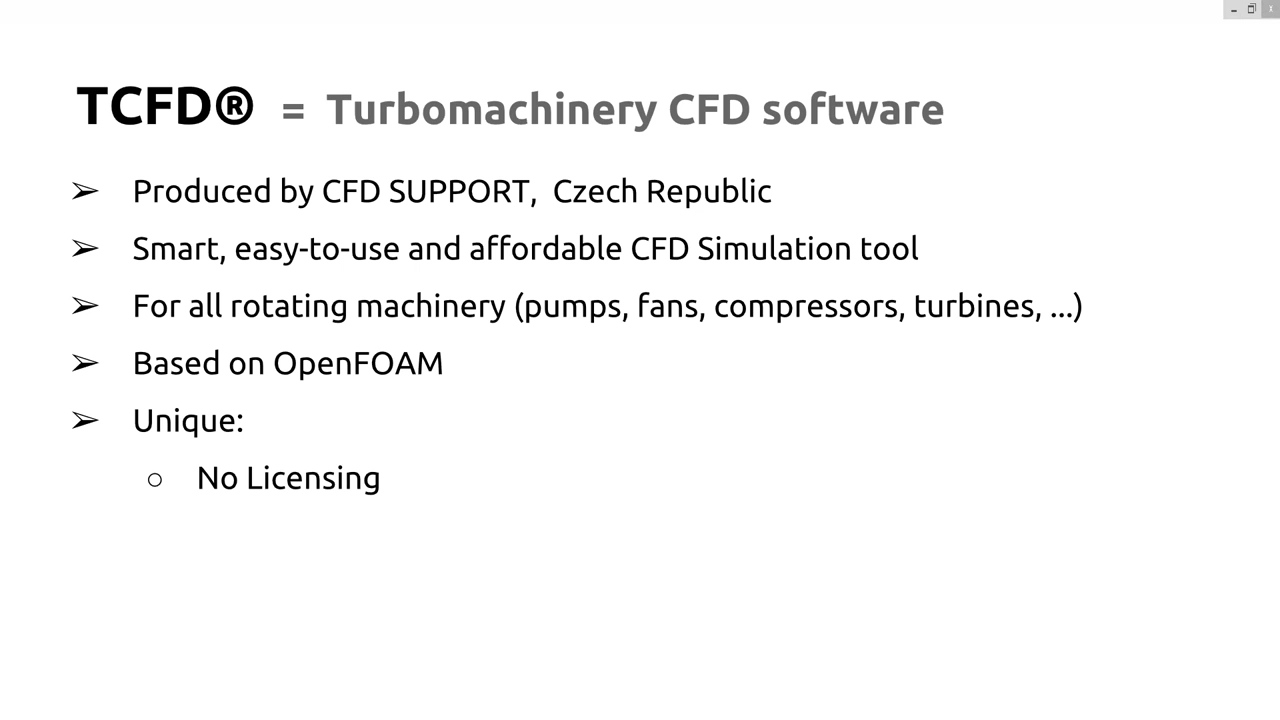 TCFD® = Turbomachinery CFD software
➢ Produced by CFD SUPPORT, Czech Republic
➢ Smart, easy-to-use and affordable CFD Simulation tool
➢ For all rotating machinery (pumps, fans, compressors, turbines, ...)
➢ Based on OpenFOAM
➢ Unique:
○ No Licensing